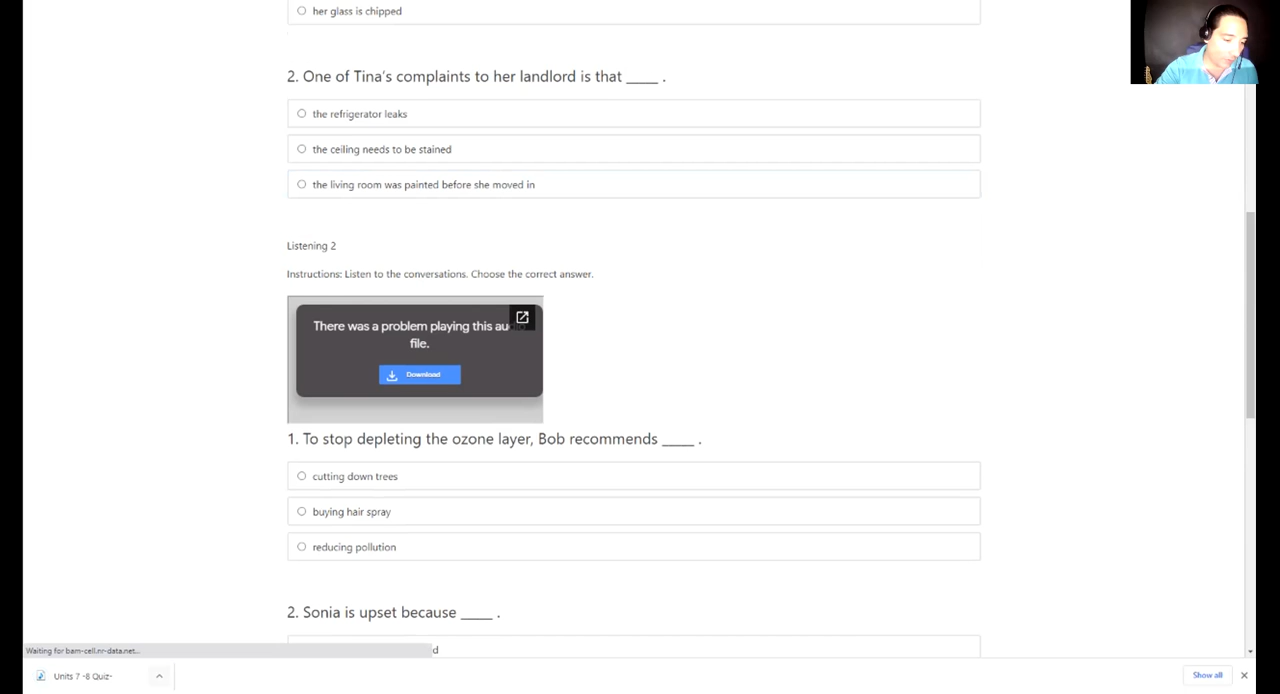 her glass is chipped
2. One of Tina's complaints to her landlord is that _____ .
the refrigerator leaks
the ceiling needs to be stained
the living room was painted before she moved in
Listening 2
Instructions: Listen to the conversations. Choose the correct answer.
There was a problem playing this au
file.
Download
1. To stop depleting the ozone layer, Bob recommends _____ .
cutting down trees
buying hair spray
reducing pollution
2. Sonia is upset because _____ .
Waiting for bam-cell.nr-data.net...
d
Units 7 -8 Quiz-
Show all